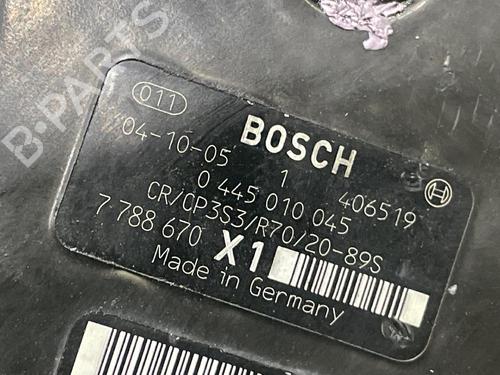 B-PARTS
011
04-10-05 BOSCH
1 406519
0 445 010 045
CR/CP3S3/R70/20-89S
7 788 670 X1
Made in Germany